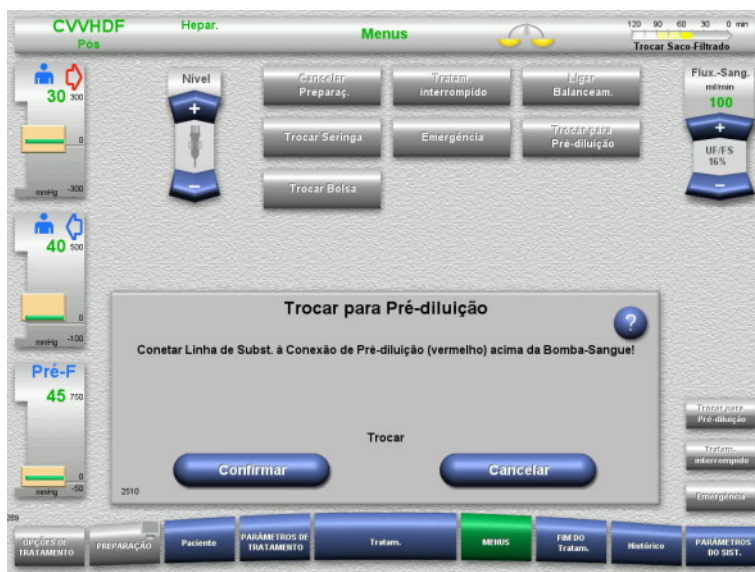 CVVHDF
Pós
Hepar.
Menus
120 90 60 30 0 min
Trocar Saco-Filtrado
30 300
0
mmHg -300
Nivel
+
−
Cancelar
Preparaç.
Tratam.
interrompido
Ligar
Balanceam.
Trocar Seringa
Emergência
Trocar para
Pré-diluição
Trocar Bolsa
Flux.-Sang.
ml/min
100
+
UF/FS
16%
−
40 500
0
mmHg -100
Pré-F
45 750
0
mmHg -50
Trocar para Pré-diluição
?
Conetar Linha de Subst. á Conexão de Pré-diluição (vermelho) acima da Bomba-Sangue!
Trocar
Confirmar
Cancelar
2510
Trocar para
Pré-diluição
Tratam.
interrompido
Emergência
269
OPÇÕES DE
TRATAMENTO
PREPARAÇÃO
Paciente
PARÂMETROS DE
TRATAMENTO
Tratam.
MENUS
FIM DO
Tratam.
Histórico
PARÂMETROS
DO SIST.